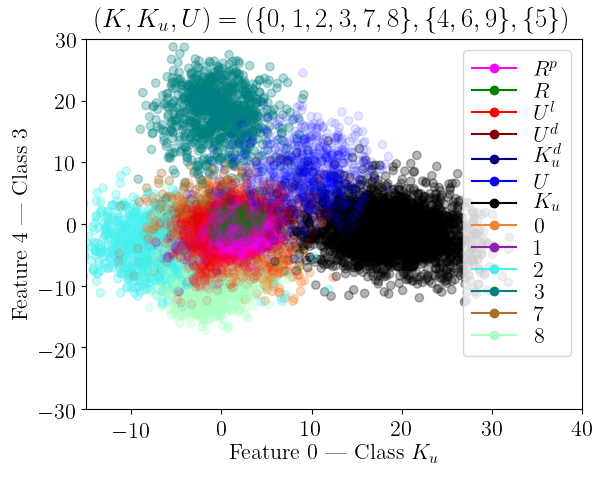 (K, K_u, U) = ({0, 1, 2, 3, 7, 8}, {4, 6, 9}, {5})
30
20
10
0
−10
−20
−30
−10
0
10
20
30
40
Feature 4 — Class 3
Feature 0 — Class K_u
R^p
R
U^l
U^d
K_u^d
U
K_u
0
1
2
3
7
8